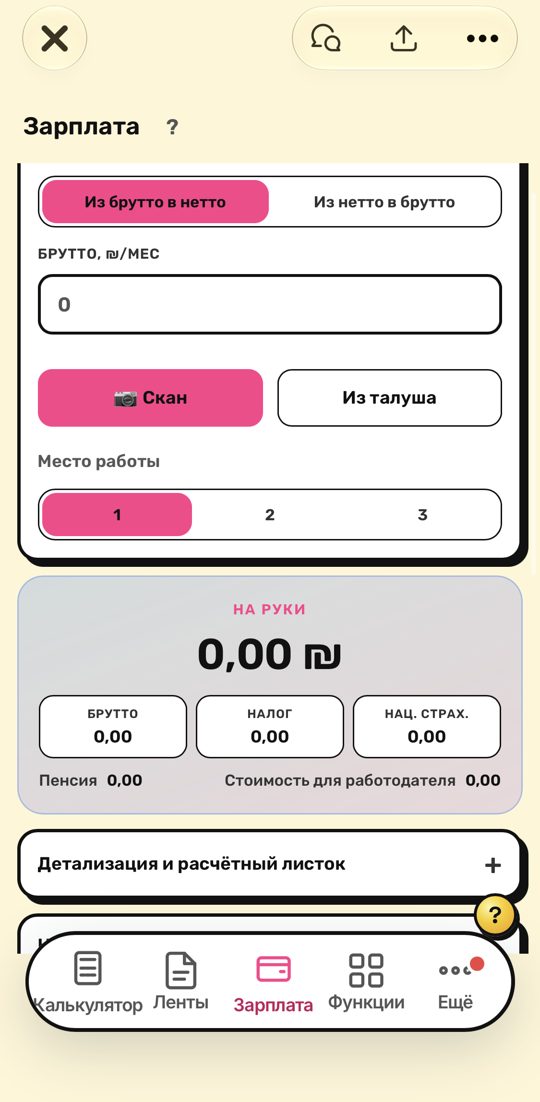 Зарплата ?
Из брутто в нетто Из нетто в брутто
БРУТТО, ₪/МЕС
0
📷 Скан Из талуша
Место работы
1 2 3
НА РУКИ
0,00 ₪
БРУТТО НАЛОГ НАЦ. СТРАХ.
0,00 0,00 0,00
Пенсия 0,00 Стоимость для работодателя 0,00
Детализация и расчётный листок +
?
Калькулятор Ленты Зарплата Функции Ещё